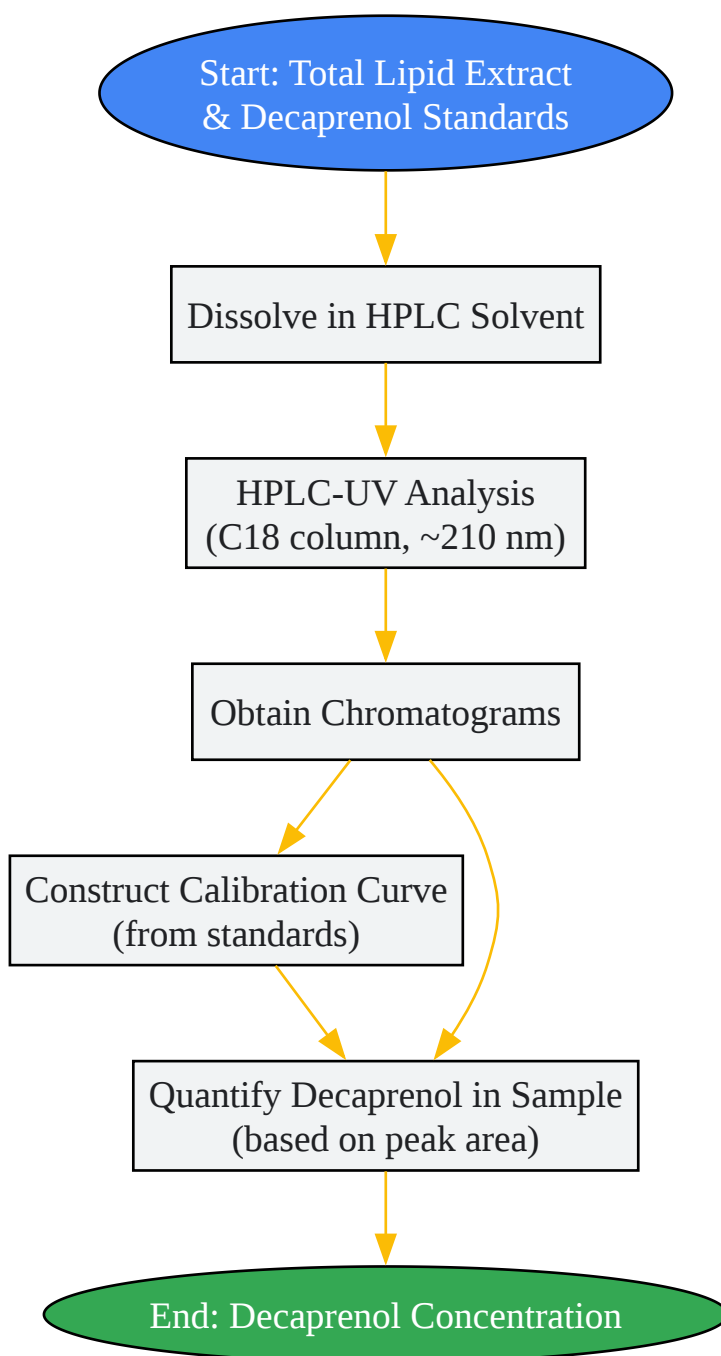 Start: Total Lipid Extract
& Decaprenol Standards
Dissolve in HPLC Solvent
HPLC-UV Analysis
(C18 column, ~210 nm)
Obtain Chromatograms
Construct Calibration Curve
(from standards)
Quantify Decaprenol in Sample
(based on peak area)
End: Decaprenol Concentration